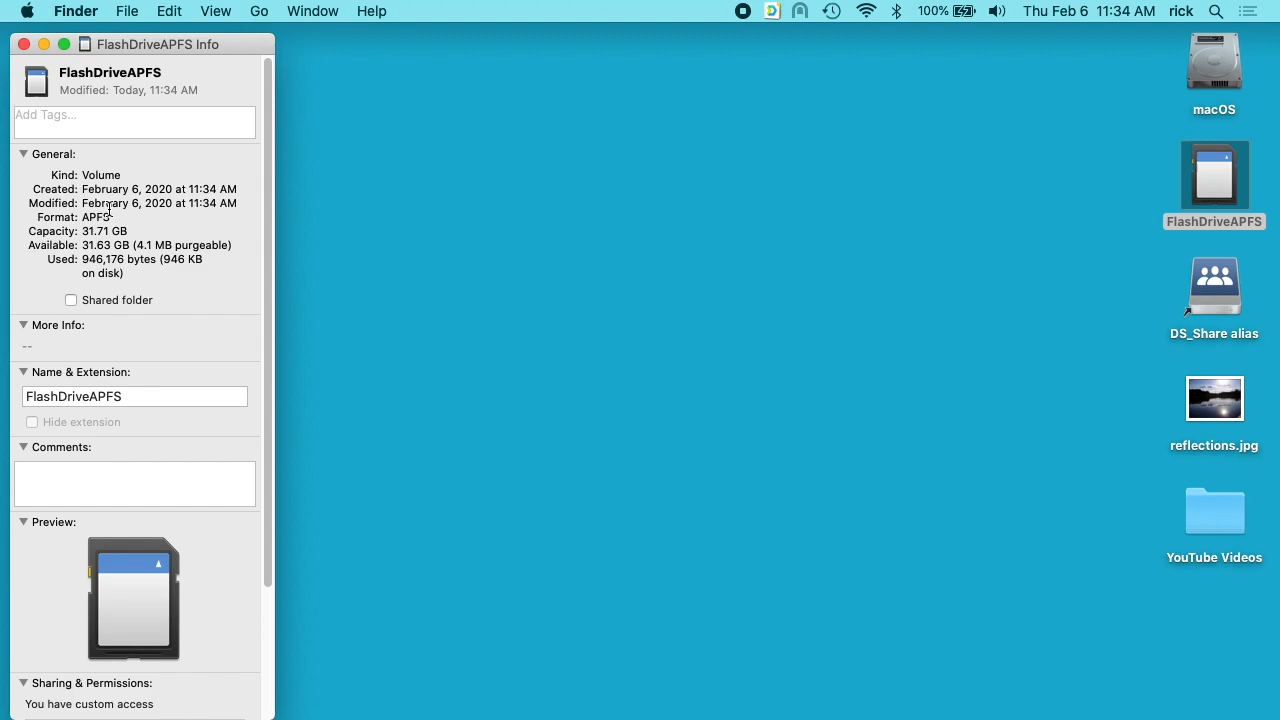 Finder File Edit View Go Window Help 100% Thu Feb 6 11:34 AM rick
FlashDriveAPFS Info
FlashDriveAPFS
Modified: Today, 11:34 AM
Add Tags...
General:
Kind: Volume
Created: February 6, 2020 at 11:34 AM
Modified: February 6, 2020 at 11:34 AM
Format: APFS
Capacity: 31.71 GB
Available: 31.63 GB (4.1 MB purgeable)
Used: 946,176 bytes (946 KB
on disk)
Shared folder
More Info:
--
Name & Extension:
FlashDriveAPFS
Hide extension
Comments:
Preview:
Sharing & Permissions:
You have custom access
macOS
FlashDriveAPFS
DS_Share alias
reflections.jpg
YouTube Videos